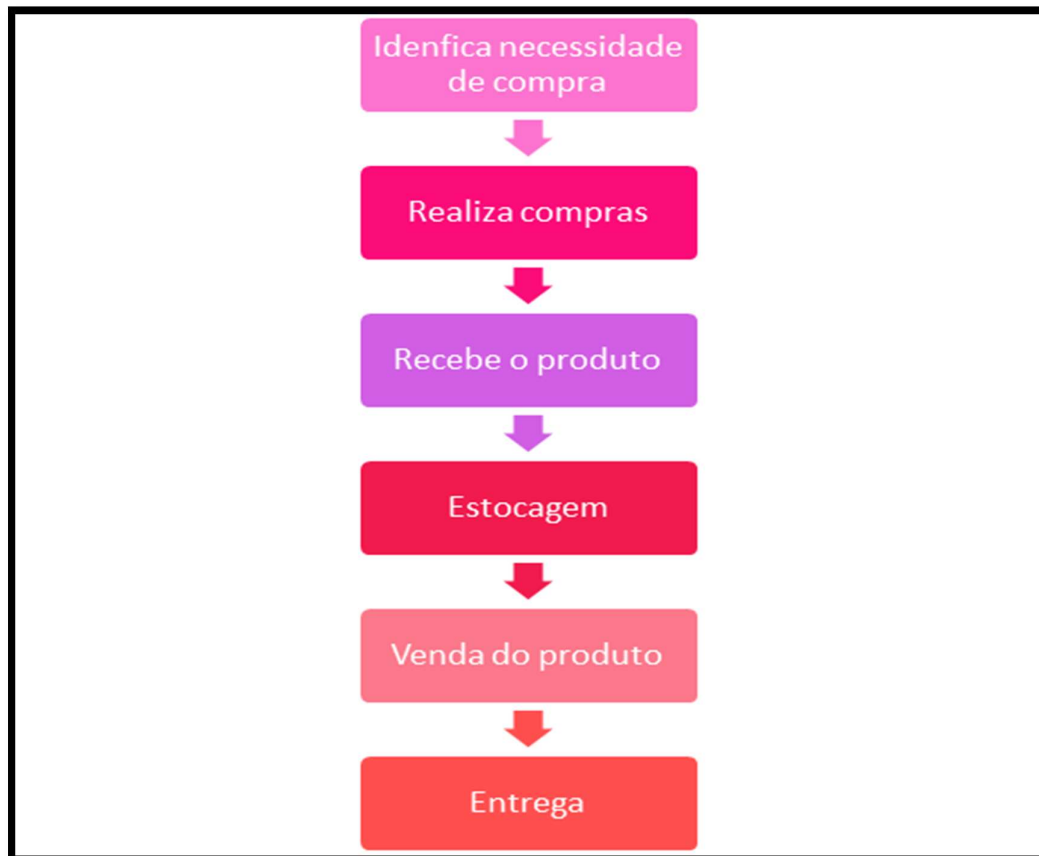 Idenfica necessidade
de compra
Realiza compras
Recebe o produto
Estocagem
Venda do produto
Entrega